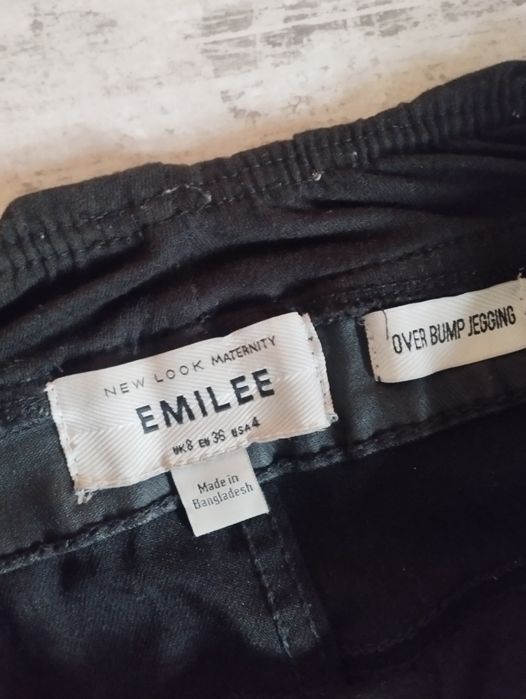 NEW LOOK MATERNITY
EMILEE
UK8 EU36 USA4
Made in
Bangladesh
OVER BUMP JEGGING